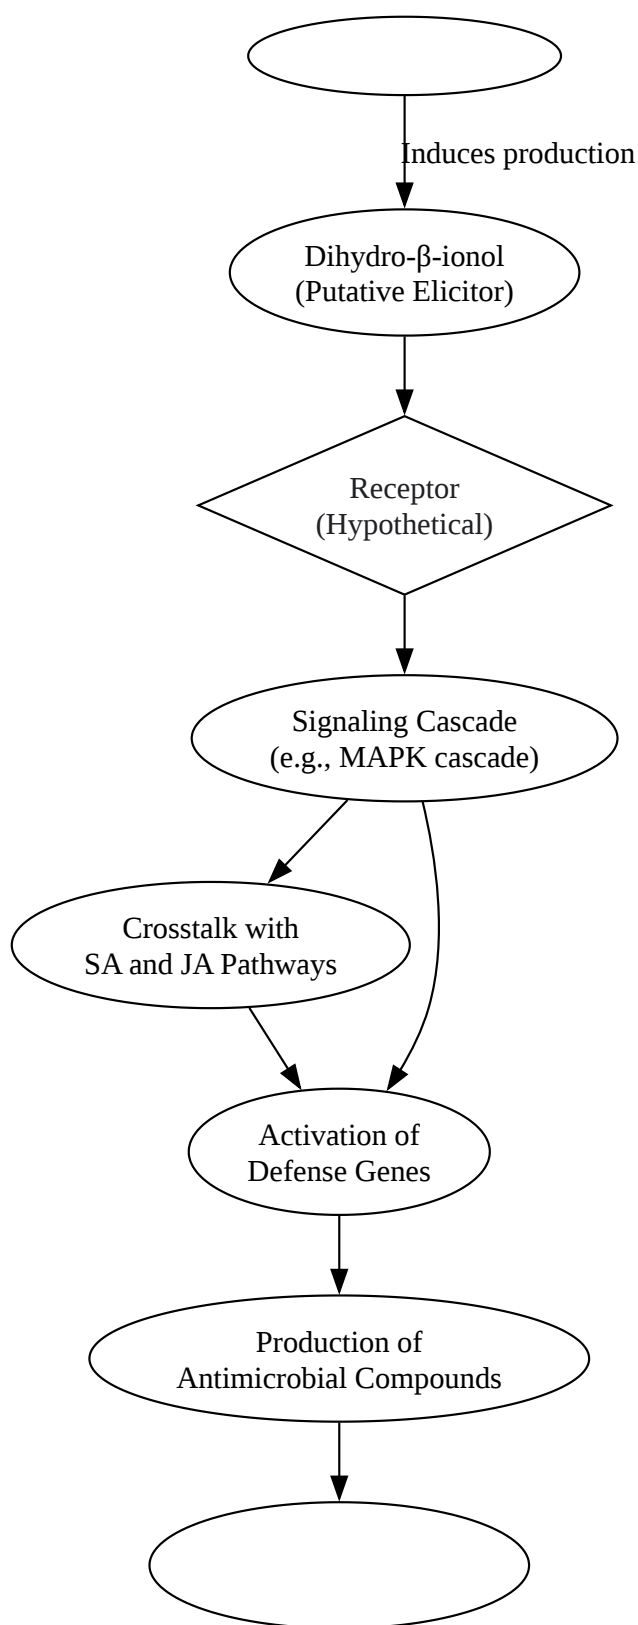 Induces production
Dihydro-β-ionol
(Putative Elicitor)
Receptor
(Hypothetical)
Signaling Cascade
(e.g., MAPK cascade)
Crosstalk with
SA and JA Pathways
Activation of
Defense Genes
Production of
Antimicrobial Compounds